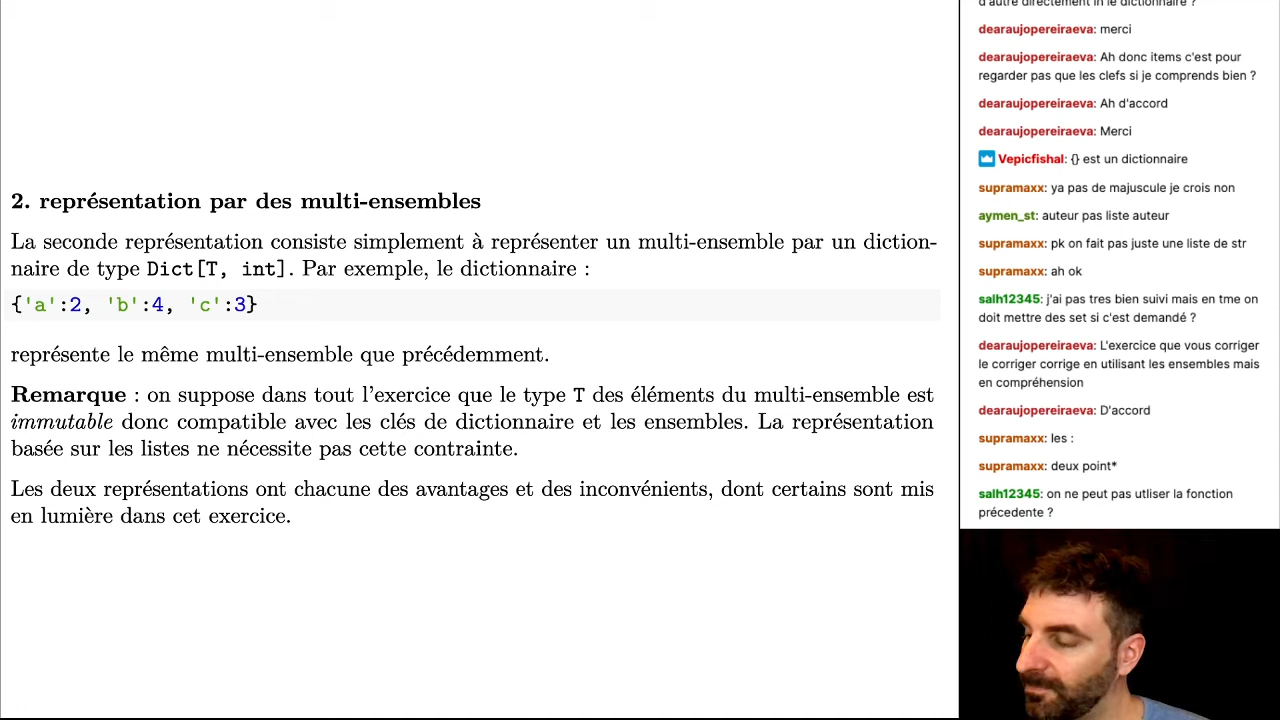 2. représentation par des multi-ensembles
La seconde représentation consiste simplement à représenter un multi-ensemble par un diction-
naire de type Dict[T, int]. Par exemple, le dictionnaire :
{'a':2, 'b':4, 'c':3}
représente le même multi-ensemble que précédemment.
Remarque : on suppose dans tout l'exercice que le type T des éléments du multi-ensemble est
immutable donc compatible avec les clés de dictionnaire et les ensembles. La représentation
basée sur les listes ne nécessite pas cette contrainte.
Les deux représentations ont chacune des avantages et des inconvénients, dont certains sont mis
en lumière dans cet exercice.
d'autre directement in le dictionnaire ?
dearaujopereiraeva: merci
dearaujopereiraeva: Ah donc items c'est pour
regarder pas que les clefs si je comprends bien ?
dearaujopereiraeva: Ah d'accord
dearaujopereiraeva: Merci
Vepicfishal: {} est un dictionnaire
supramaxx: ya pas de majuscule je crois non
aymen_st: auteur pas liste auteur
supramaxx: pk on fait pas juste une liste de str
supramaxx: ah ok
salh12345: j'ai pas tres bien suivi mais en tme on
doit mettre des set si c'est demandé ?
dearaujopereiraeva: L'exercice que vous corriger
le corriger corrige en utilisant les ensembles mais
en compréhension
dearaujopereiraeva: D'accord
supramaxx: les :
supramaxx: deux point*
salh12345: on ne peut pas utliser la fonction
précedente ?